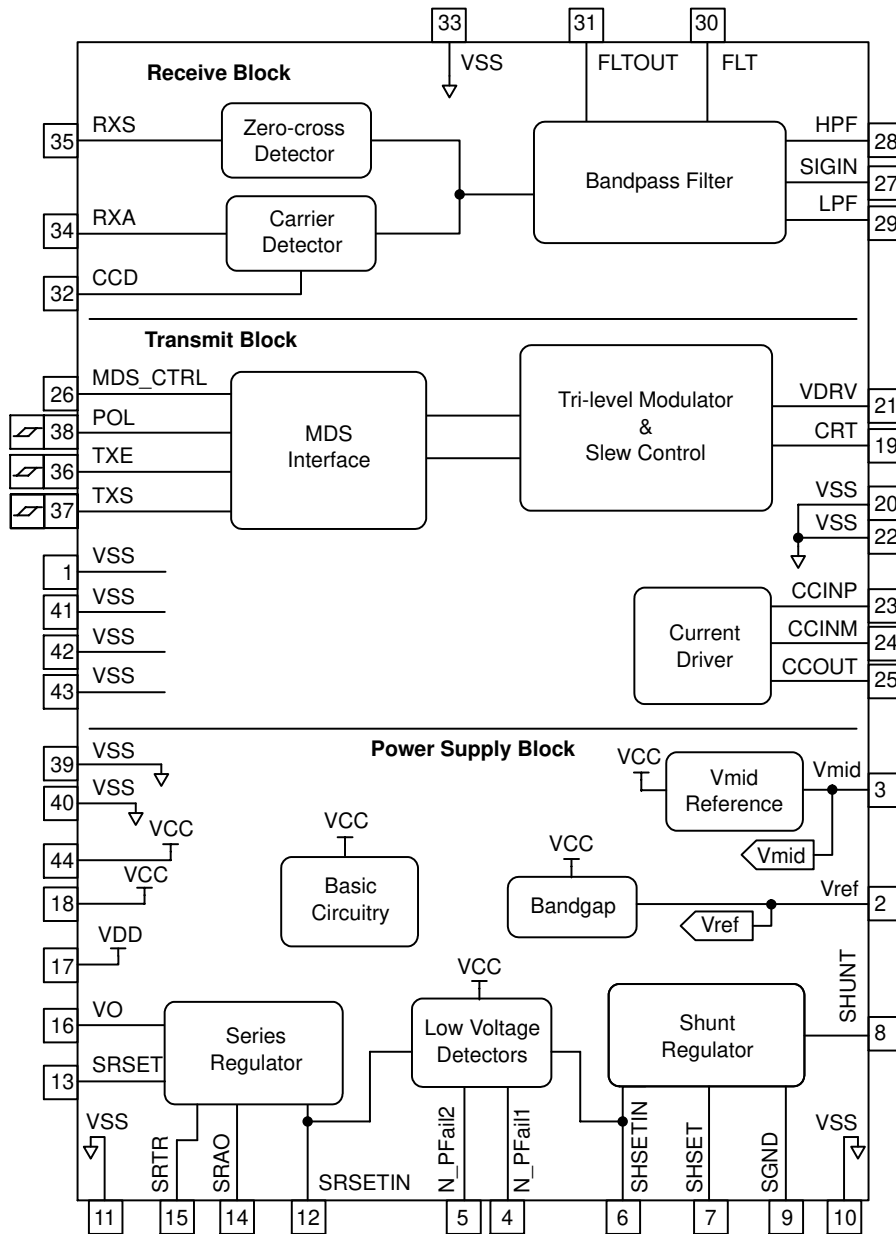 33
31
30
VSS
FLTOUT
FLT
Receive Block
35
RXS
Zero-cross
Detector
34
RXA
Carrier
Detector
32
CCD
Bandpass Filter
HPF
28
SIGIN
27
LPF
29
Transmit Block
26
MDS_CTRL
38
POL
36
TXE
37
TXS
MDS
Interface
Tri-level Modulator
&
Slew Control
VDRV
21
CRT
19
VSS
20
VSS
22
1
VSS
41
VSS
42
VSS
43
VSS
Current
Driver
CCINP
23
CCINM
24
CCOUT
25
Power Supply Block
39
VSS
40
VSS
44
VCC
18
VCC
17
VDD
VCC
Basic
Circuitry
VCC
Vmid
Reference
Vmid
3
Vmid
VCC
Bandgap
Vref
2
Vref
16
VO
13
SRSET
Series
Regulator
VCC
Low Voltage
Detectors
Shunt
Regulator
SHUNT
8
VSS
SRTR
SRAO
SRSETIN
N_PFail2
N_PFail1
SHSETIN
SHSET
SGND
VSS
11
15
14
12
5
4
6
7
9
10